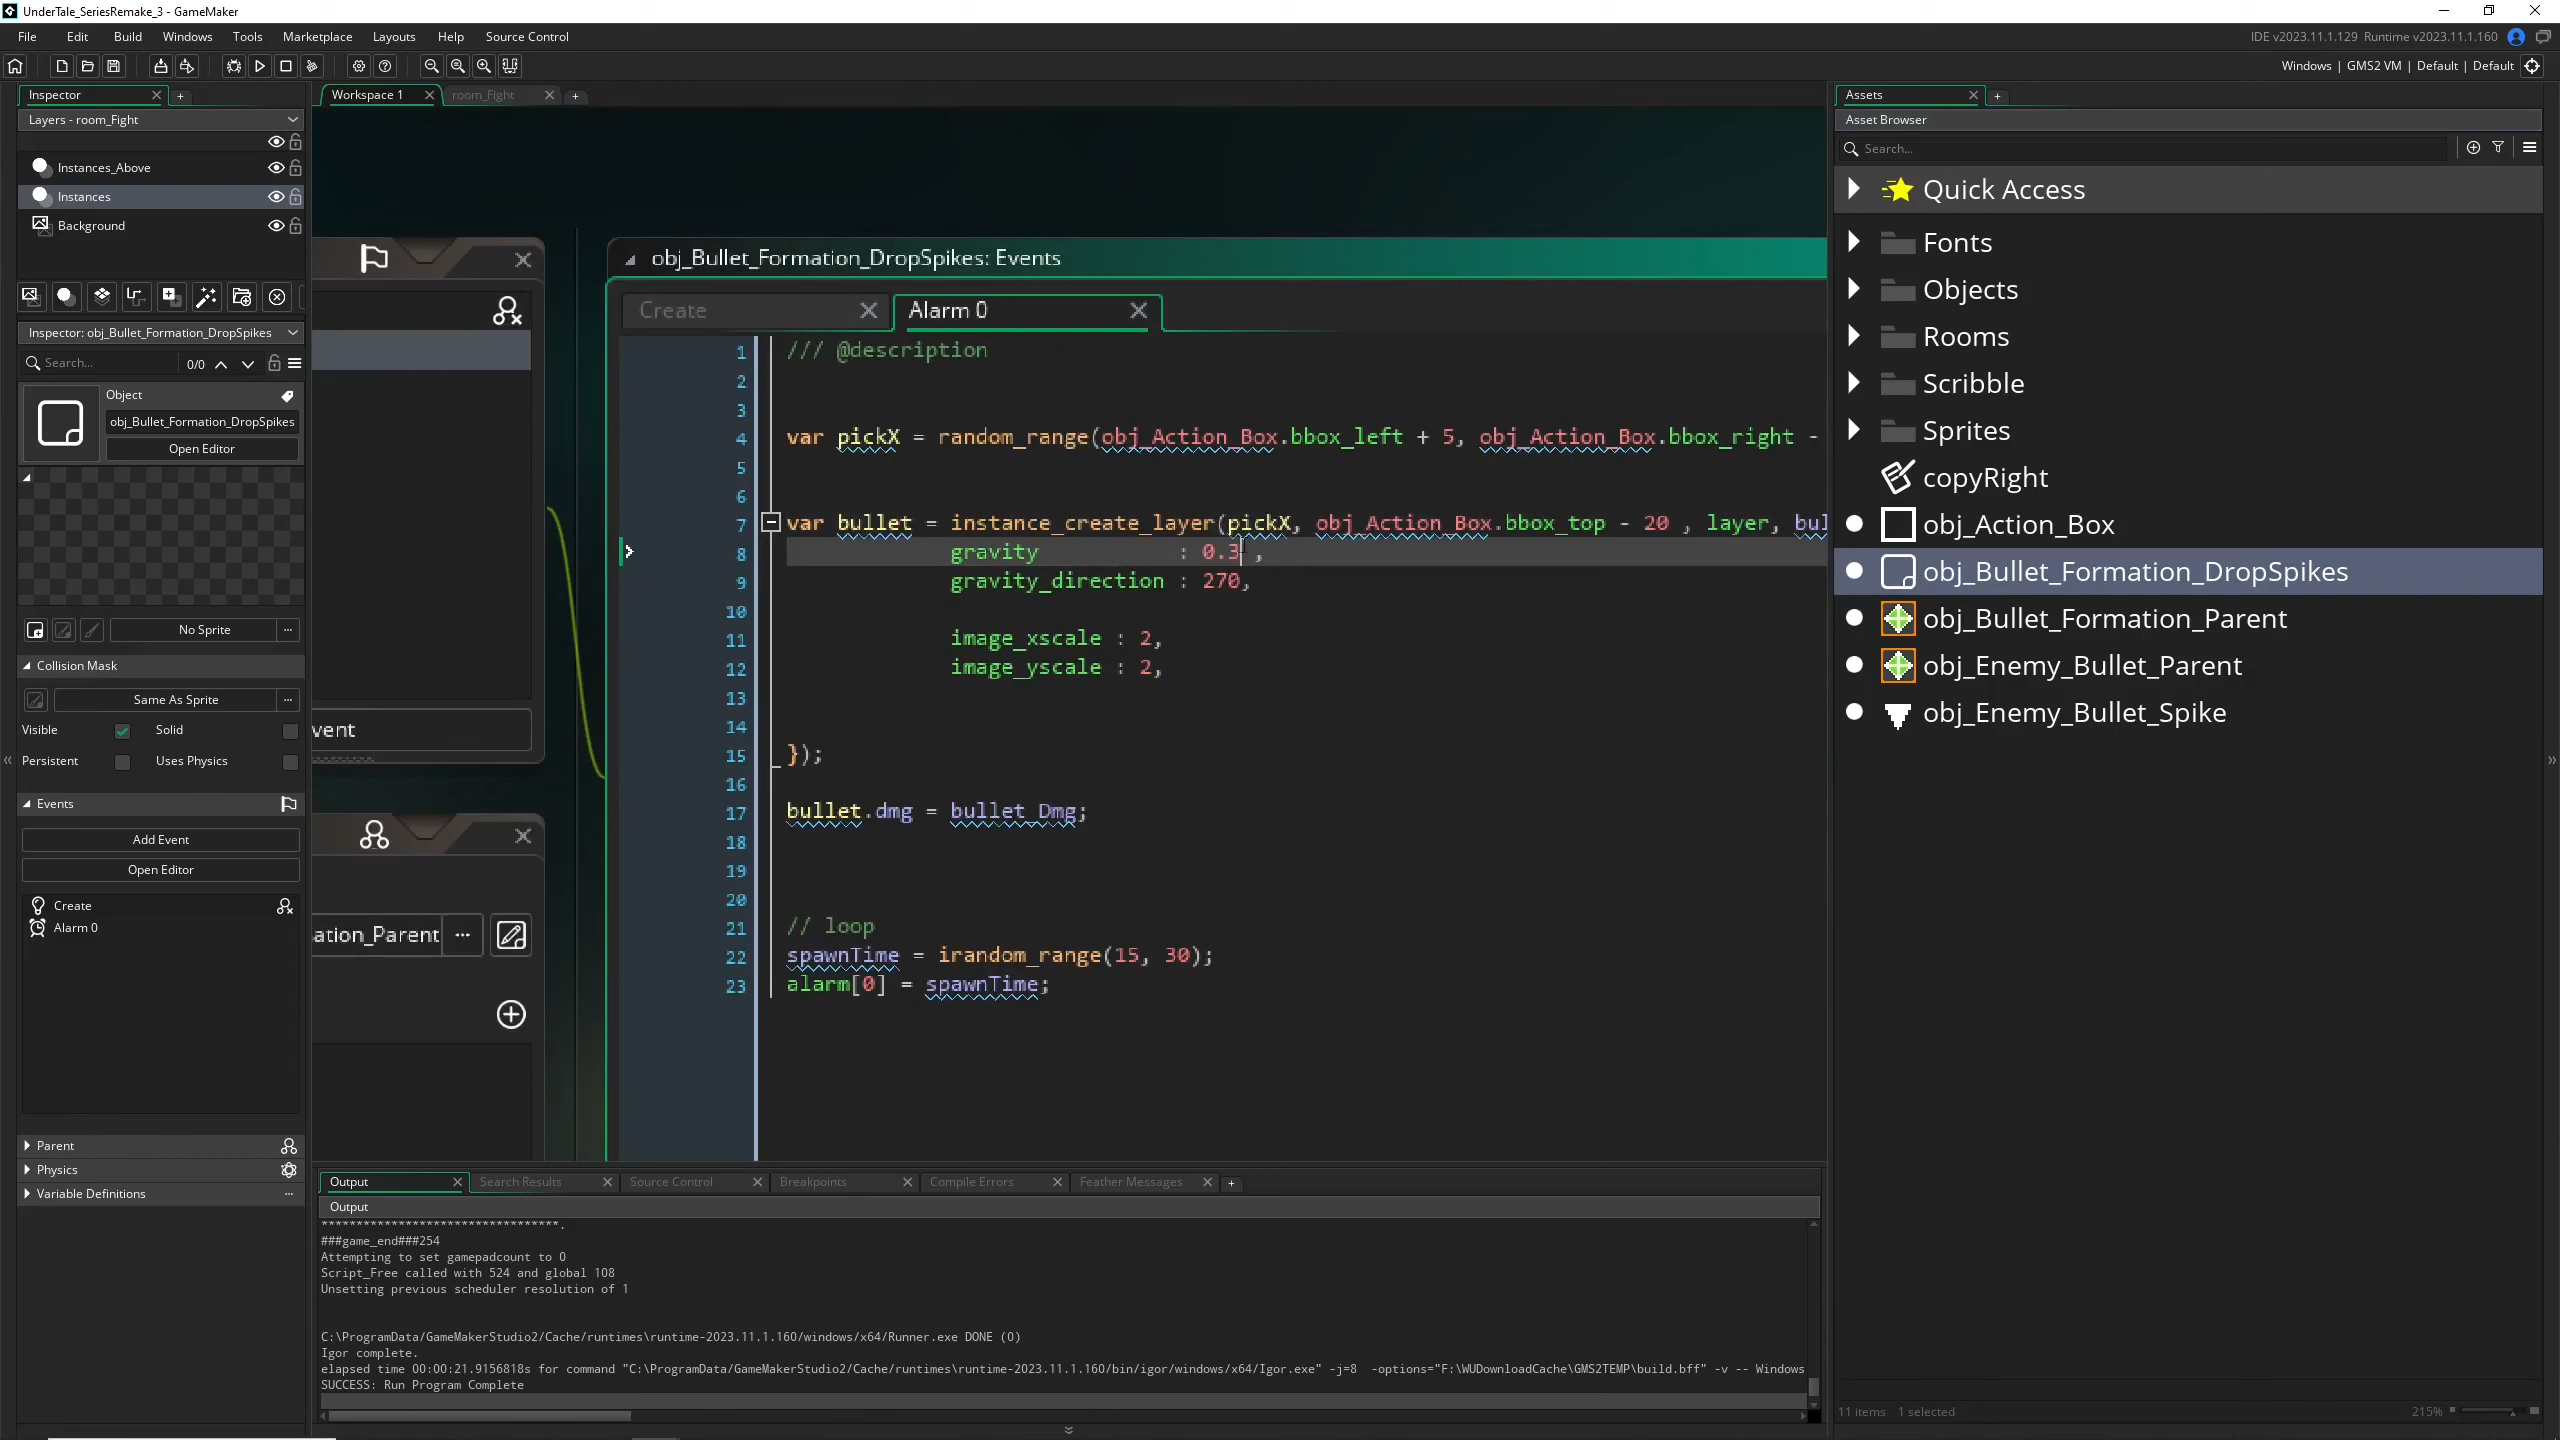 UnderTale_SeriesRemake_3 - GameMaker
File Edit Build Windows Tools Marketplace Layouts Help Source Control
IDE v2023.11.1.129 Runtime v2023.11.1.160
Windows | GMS2 VM | Default | Default
Inspector
Layers - room_Fight
Instances_Above
Instances
Background
Inspector: obj_Bullet_Formation_DropSpikes
Search...
0/0
Object
obj_Bullet_Formation_DropSpikes
Open Editor
No Sprite
Collision Mask
Same As Sprite
Visible
Solid
Persistent
Uses Physics
Events
Add Event
Open Editor
Create
Alarm 0
Parent
Physics
Variable Definitions
Workspace 1
room_Fight
vent
ation_Parent
obj_Bullet_Formation_DropSpikes: Events
Create
Alarm 0
1 /// @description
2
3
4 var pickX = random_range(obj_Action_Box.bbox_left + 5, obj_Action_Box.bbox_right -
5
6
7 var bullet = instance_create_layer(pickX, obj_Action_Box.bbox_top - 20 , layer, bul
8 gravity : 0.3 ,
9 gravity_direction : 270,
10
11 image_xscale : 2,
12 image_yscale : 2,
13
14
15 });
16
17 bullet.dmg = bullet_Dmg;
18
19
20
21 // loop
22 spawnTime = irandom_range(15, 30);
23 alarm[0] = spawnTime;
Output
Search Results
Source Control
Breakpoints
Compile Errors
Feather Messages
Output
**********************************.
###game_end###254
Attempting to set gamepadcount to 0
Script_Free called with 524 and global 108
Unsetting previous scheduler resolution of 1
C:\ProgramData/GameMakerStudio2/Cache/runtimes\runtime-2023.11.1.160/windows/x64/Runner.exe DONE (0)
Igor complete.
elapsed time 00:00:21.9156818s for command "C:\ProgramData/GameMakerStudio2/Cache/runtimes\runtime-2023.11.1.160/bin/igor/windows/x64/Igor.exe" -j=8 -options="F:\WUDownloadCache\GMS2TEMP\build.bff" -v -- Windows
SUCCESS: Run Program Complete
Assets
Asset Browser
Search...
Quick Access
Fonts
Objects
Rooms
Scribble
Sprites
copyRight
obj_Action_Box
obj_Bullet_Formation_DropSpikes
obj_Bullet_Formation_Parent
obj_Enemy_Bullet_Parent
obj_Enemy_Bullet_Spike
11 items 1 selected
215%